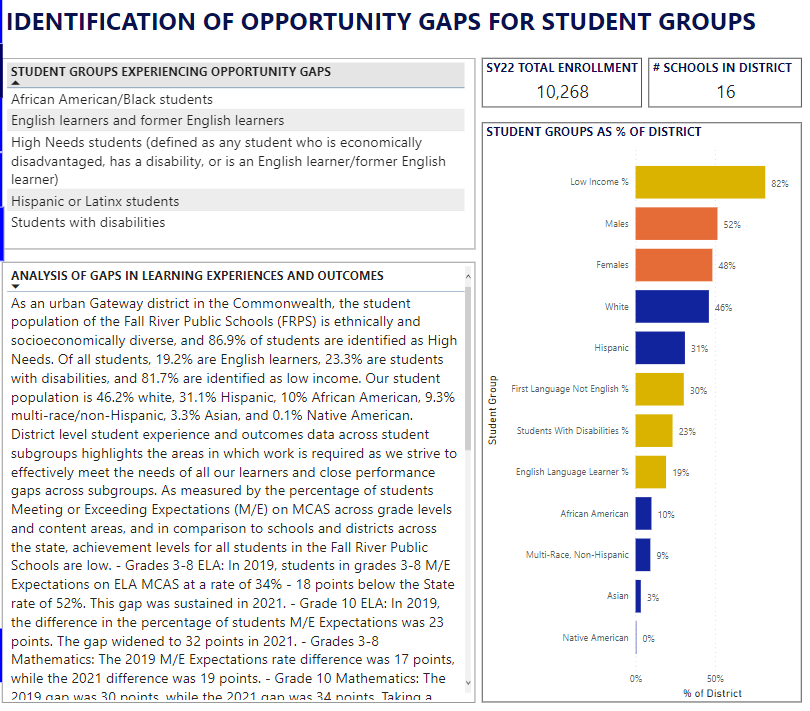 IDENTIFICATION OF OPPORTUNITY GAPS FOR STUDENT GROUPS
STUDENT GROUPS EXPERIENCING OPPORTUNITY GAPS
African American/Black students
English learners and former English learners
High Needs students (defined as any student who is economically
disadvantaged, has a disability, or is an English learner/former English
learner)
Hispanic or Latinx students
Students with disabilities
ANALYSIS OF GAPS IN LEARNING EXPERIENCES AND OUTCOMES
As an urban Gateway district in the Commonwealth, the student
population of the Fall River Public Schools (FRPS) is ethnically and
socioeconomically diverse, and 86.9% of students are identified as High
Needs. Of all students, 19.2% are English learners, 23.3% are students
with disabilities, and 81.7% are identified as low income. Our student
population is 46.2% white, 31.1% Hispanic, 10% African American, 9.3%
multi-race/non-Hispanic, 3.3% Asian, and 0.1% Native American.
District level student experience and outcomes data across student
subgroups highlights the areas in which work is required as we strive to
effectively meet the needs of all our learners and close performance
gaps across subgroups. As measured by the percentage of students
Meeting or Exceeding Expectations (M/E) on MCAS across grade levels
and content areas, and in comparison to schools and districts across
the state, achievement levels for all students in the Fall River Public
Schools are low. - Grades 3-8 ELA: In 2019, students in grades 3-8 M/E
Expectations on ELA MCAS at a rate of 34% - 18 points below the State
rate of 52%. This gap was sustained in 2021. - Grade 10 ELA: In 2019,
the difference in the percentage of students M/E Expectations was 23
points. The gap widened to 32 points in 2021. - Grades 3-8
Mathematics: The 2019 M/E Expectations rate difference was 17 points,
while the 2021 difference was 19 points. - Grade 10 Mathematics: The
2019 gap was 30 points, while the 2021 gap was 34 points. Taking a
SY22 TOTAL ENROLLMENT
10,268
# SCHOOLS IN DISTRICT
16
STUDENT GROUPS AS % OF DISTRICT
Student Group
Low Income % 82%
Males 52%
Females 48%
White 46%
Hispanic 31%
First Language Not English % 30%
Students With Disabilities % 23%
English Language Learner % 19%
African American 10%
Multi-Race, Non-Hispanic 9%
Asian 3%
Native American 0%
0% 50%
% of District